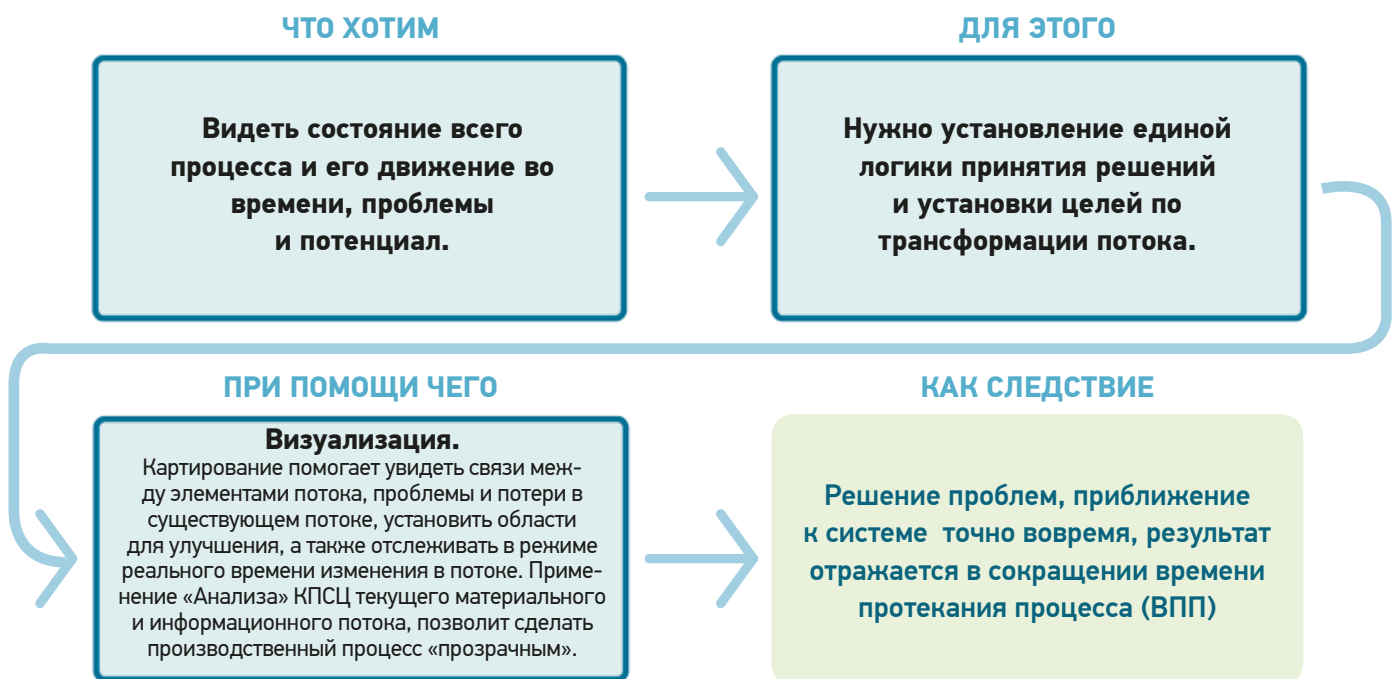 ЧТО ХОТИМ
Видеть состояние всего
процесса и его движение во
времени, проблемы
и потенциал.
ДЛЯ ЭТОГО
Нужно установление единой
логики принятия решений
и установки целей по
трансформации потока.
ПРИ ПОМОЩИ ЧЕГО
Визуализация.
Картирование помогает увидеть связи меж-
ду элементами потока, проблемы и потери в
существующем потоке, установить области
для улучшения, а также отслеживать в режиме
реального времени изменения в потоке. Приме-
нение «Анализа» КПСЦ текущего материального
и информационного потока, позволит сделать
производственный процесс «прозрачным».
КАК СЛЕДСТВИЕ
Решение проблем, приближение
к системе точно вовремя, результат
отражается в сокращении времени
протекания процесса (ВПП)